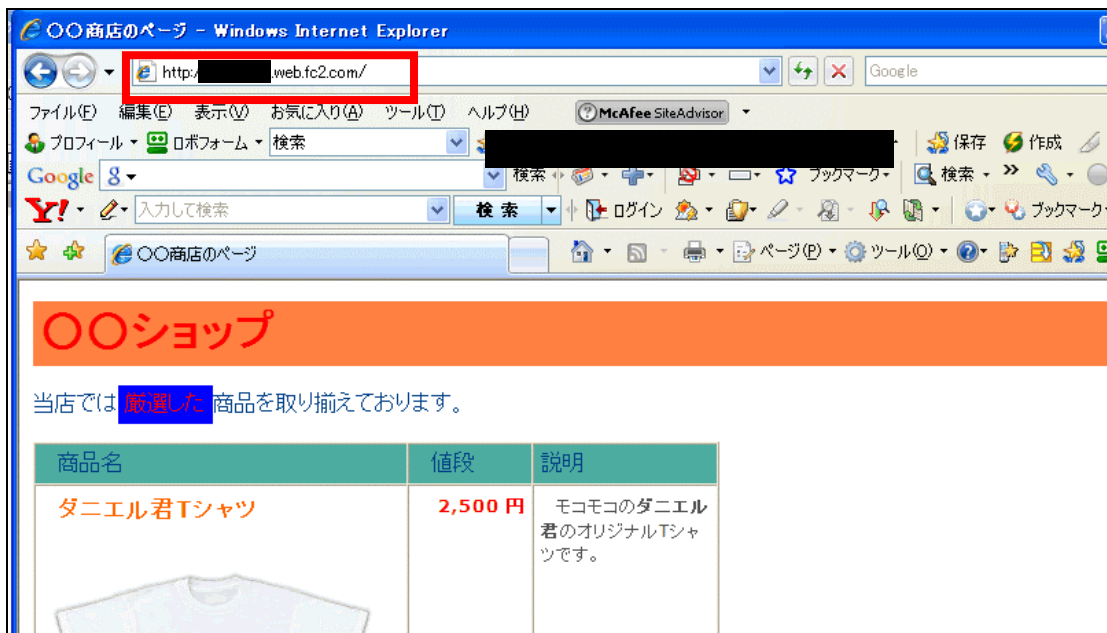 〇〇商店のページ - Windows Internet Explorer
http:/ .web.fc2.com/ Google
ファイル(F) 編集(E) 表示(V) お気に入り(A) ツール(T) ヘルプ(H) McAfee SiteAdvisor
プロフィール ロボフォーム 検索 保存 作成
Google 検索 ブックマーク 検索 »
Y! 入力して検索 検索 ログイン ブックマーク
〇〇商店のページ ページ(P) ツール(O)
〇〇ショップ
当店では 厳選した 商品を取り揃えております。
商品名 値段 説明
ダニエル君Tシャツ 2,500 円 モコモコのダニエル
君のオリジナルTシャ
ツです。